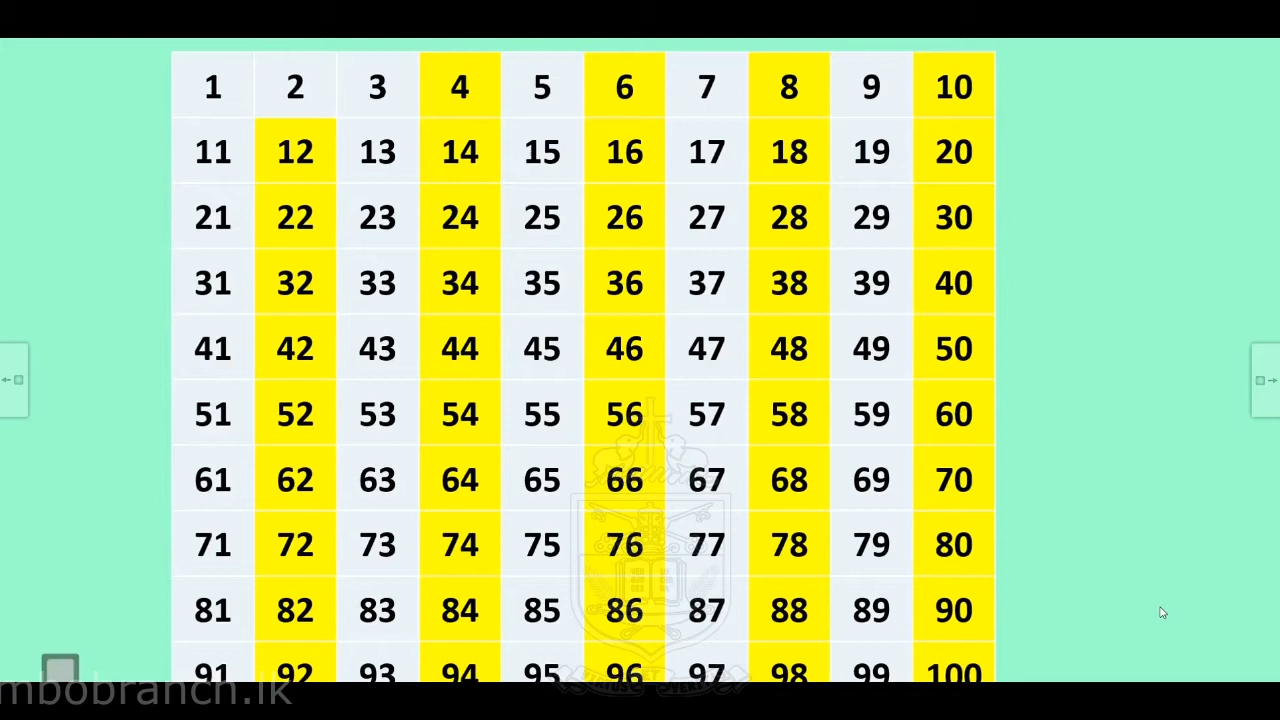 1 2 3 4 5 6 7 8 9 10
11 12 13 14 15 16 17 18 19 20
21 22 23 24 25 26 27 28 29 30
31 32 33 34 35 36 37 38 39 40
41 42 43 44 45 46 47 48 49 50
51 52 53 54 55 56 57 58 59 60
61 62 63 64 65 66 67 68 69 70
71 72 73 74 75 76 77 78 79 80
81 82 83 84 85 86 87 88 89 90
91 92 93 94 95 96 97 98 99 100
mbobranch.lk